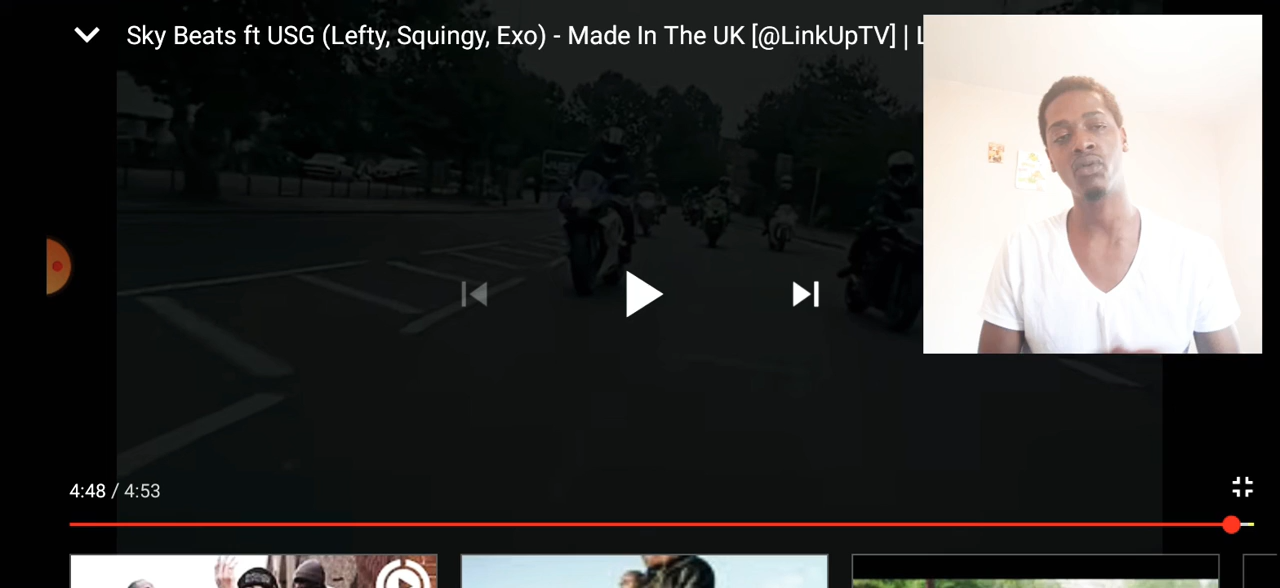 Sky Beats ft USG (Lefty, Squingy, Exo) - Made In The UK [@LinkUpTV] | L
4:48 / 4:53